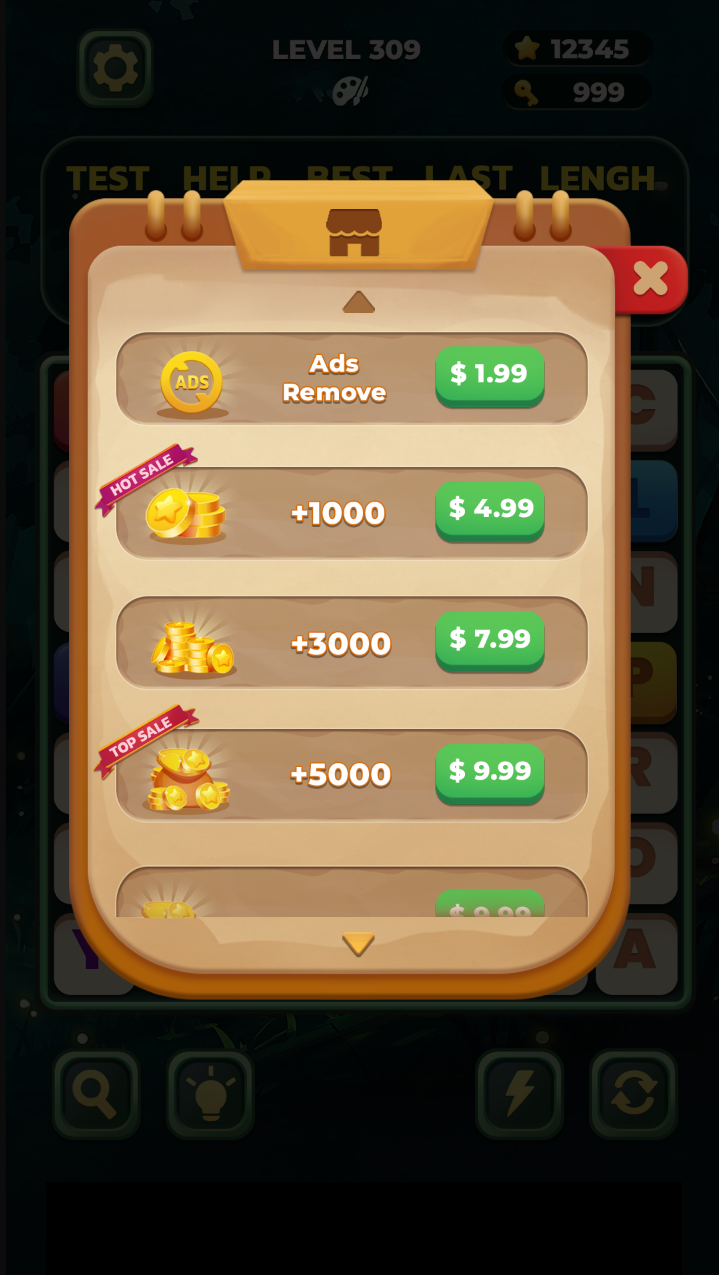 LEVEL 309
12345
999
TEST HELP BEST LAST LENGH
ADS
Ads
Remove
$ 1.99
HOT SALE
+1000
$ 4.99
+3000
$ 7.99
TOP SALE
+5000
$ 9.99
C
L
N
P
R
O
Y
A